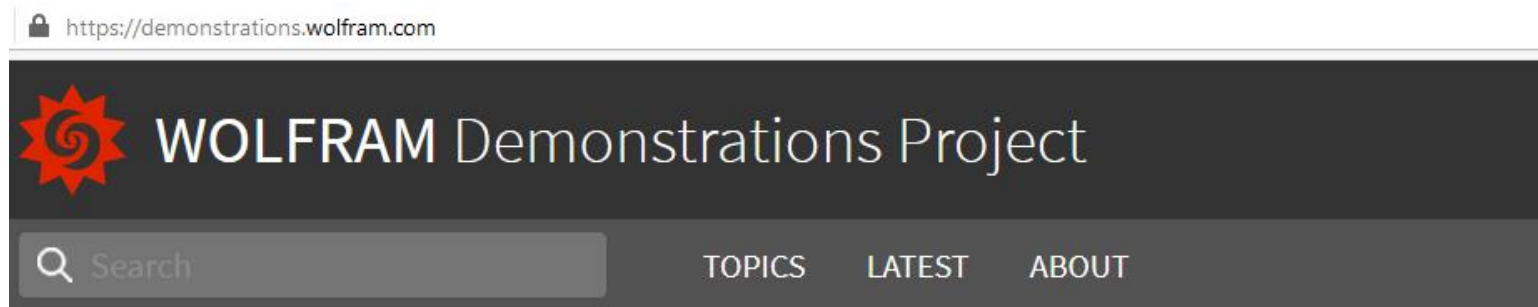 https://demonstrations.wolfram.com
WOLFRAM Demonstrations Project
Search TOPICS LATEST ABOUT